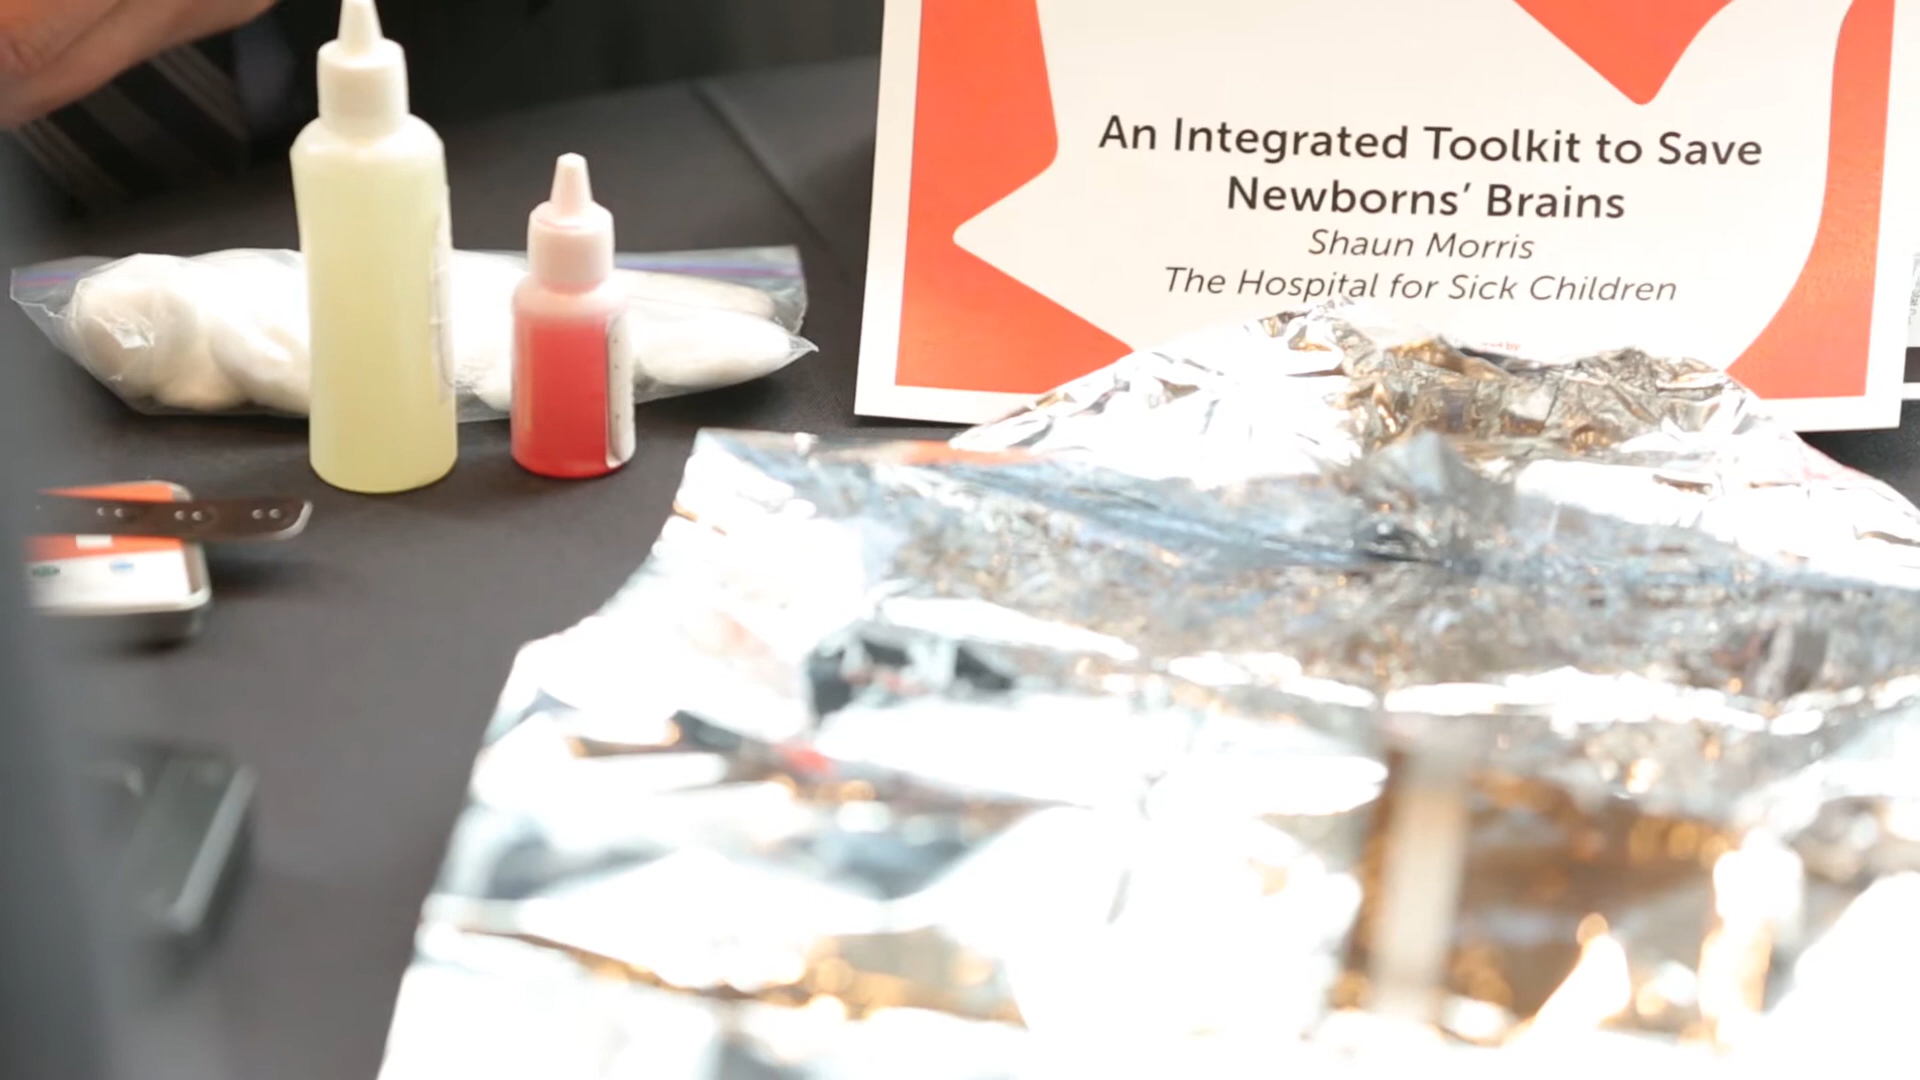 An Integrated Toolkit to Save
Newborns’ Brains
Shaun Morris
The Hospital for Sick Children